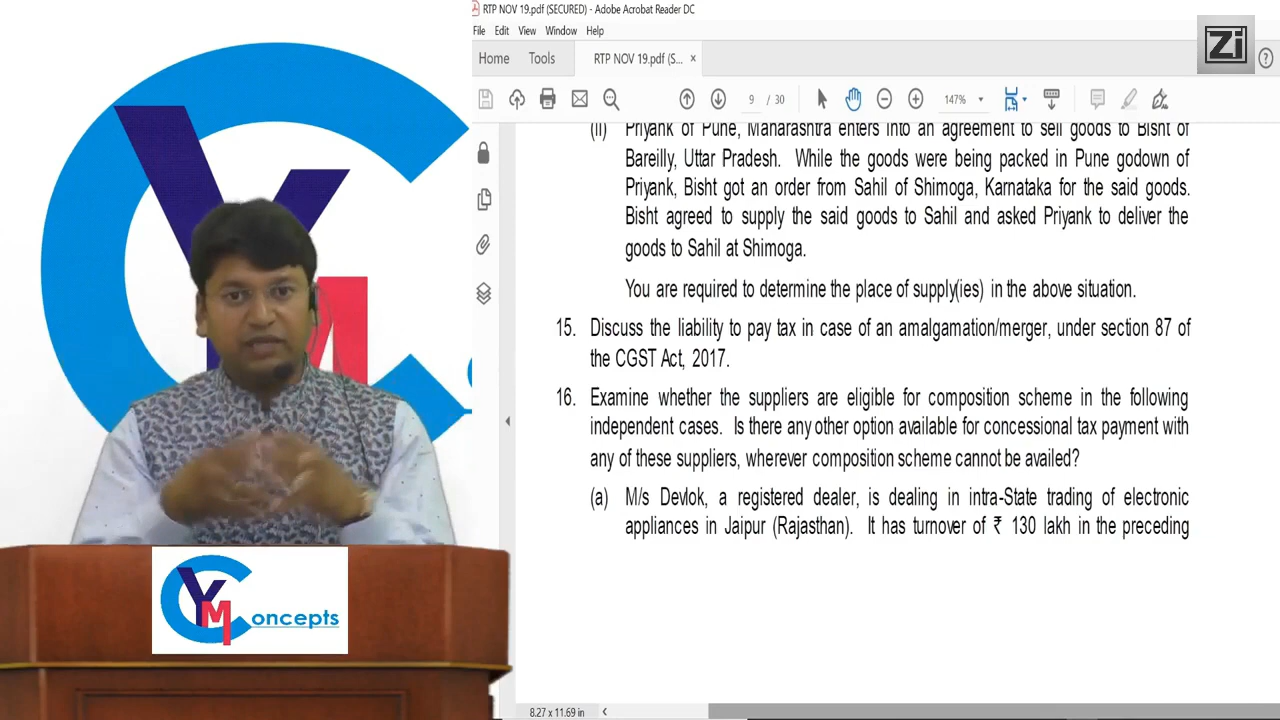 RTP NOV 19.pdf (SECURED) - Adobe Acrobat Reader DC
File Edit View Window Help
Zi
Home Tools RTP NOV 19.pdf (S... ×
9 / 30 147%
(ii) Priyank of Pune, Maharashtra enters into an agreement to sell goods to Bisht of
Bareilly, Uttar Pradesh. While the goods were being packed in Pune godown of
Priyank, Bisht got an order from Sahil of Shimoga, Karnataka for the said goods.
Bisht agreed to supply the said goods to Sahil and asked Priyank to deliver the
goods to Sahil at Shimoga.
You are required to determine the place of supply(ies) in the above situation.
15. Discuss the liability to pay tax in case of an amalgamation/merger, under section 87 of
the CGST Act, 2017.
16. Examine whether the suppliers are eligible for composition scheme in the following
independent cases. Is there any other option available for concessional tax payment with
any of these suppliers, wherever composition scheme cannot be availed?
(a) M/s Devlok, a registered dealer, is dealing in intra-State trading of electronic
appliances in Jaipur (Rajasthan). It has turnover of ₹ 130 lakh in the preceding
8.27 x 11.69 in
CYM
CYM oncepts